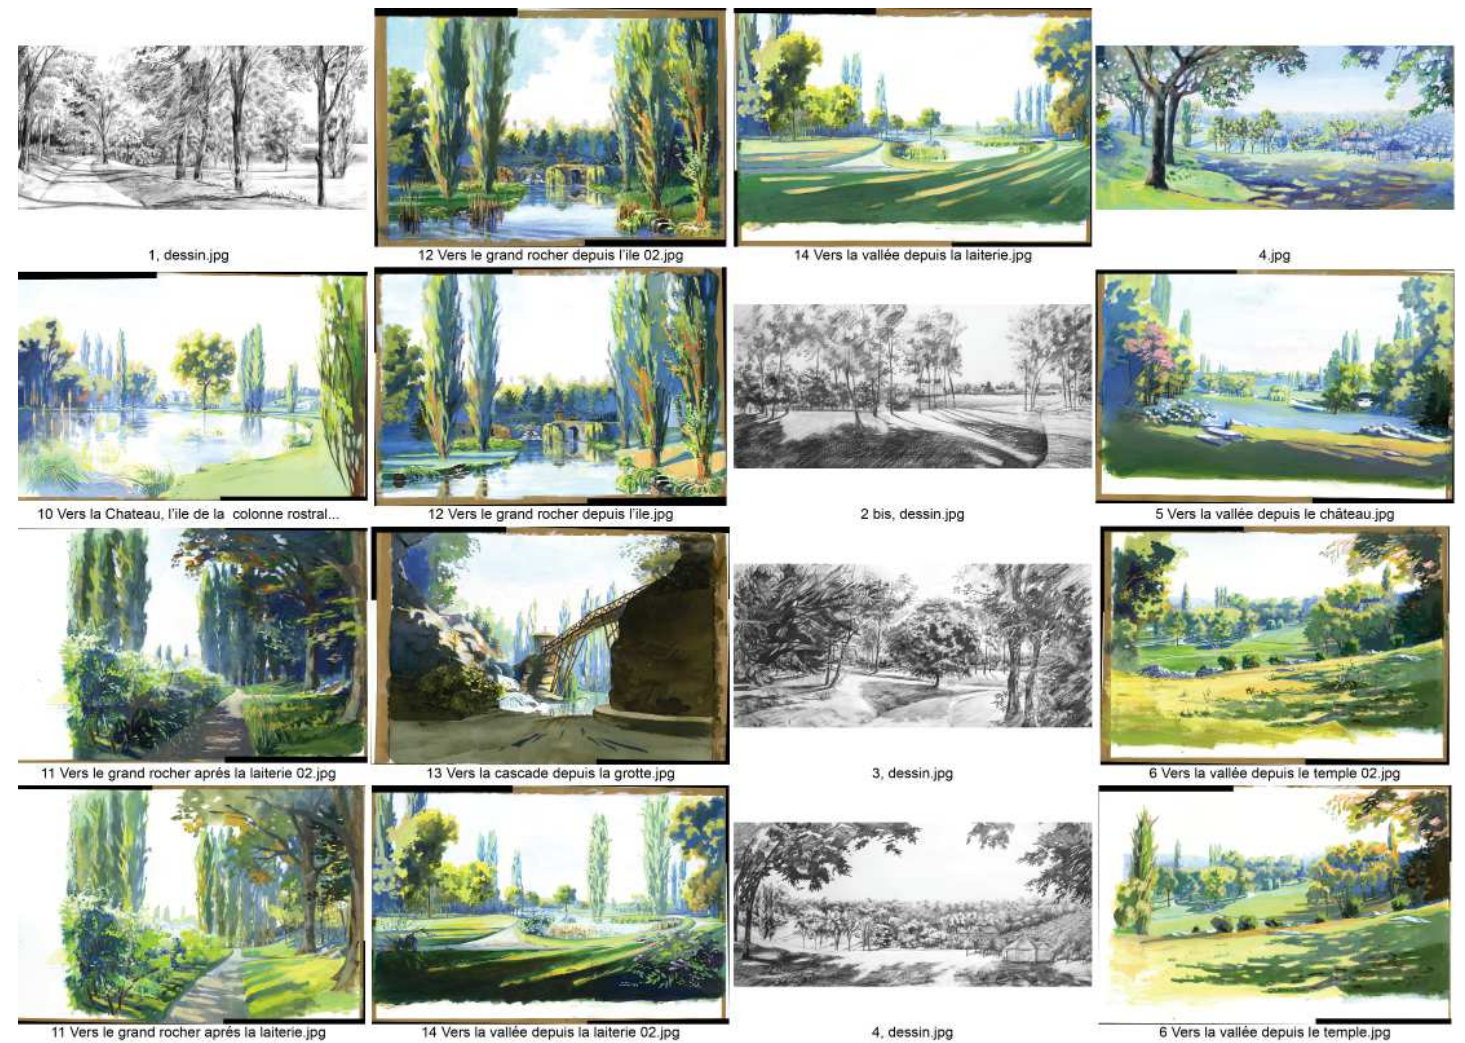 1, dessin.jpg
12 Vers le grand rocher depuis l'ile 02.jpg
14 Vers la vallée depuis la laiterie.jpg
4.jpg
10 Vers la Chateau, l'ile de la colonne rostral...
12 Vers le grand rocher depuis l'ile.jpg
2 bis, dessin.jpg
5 Vers la vallée depuis le château.jpg
11 Vers le grand rocher aprés la laiterie 02.jpg
13 Vers la cascade depuis la grotte.jpg
3, dessin.jpg
6 Vers la vallée depuis le temple 02.jpg
11 Vers le grand rocher aprés la laiterie.jpg
14 Vers la vallée depuis la laiterie 02.jpg
4, dessin.jpg
6 Vers la vallée depuis le temple.jpg